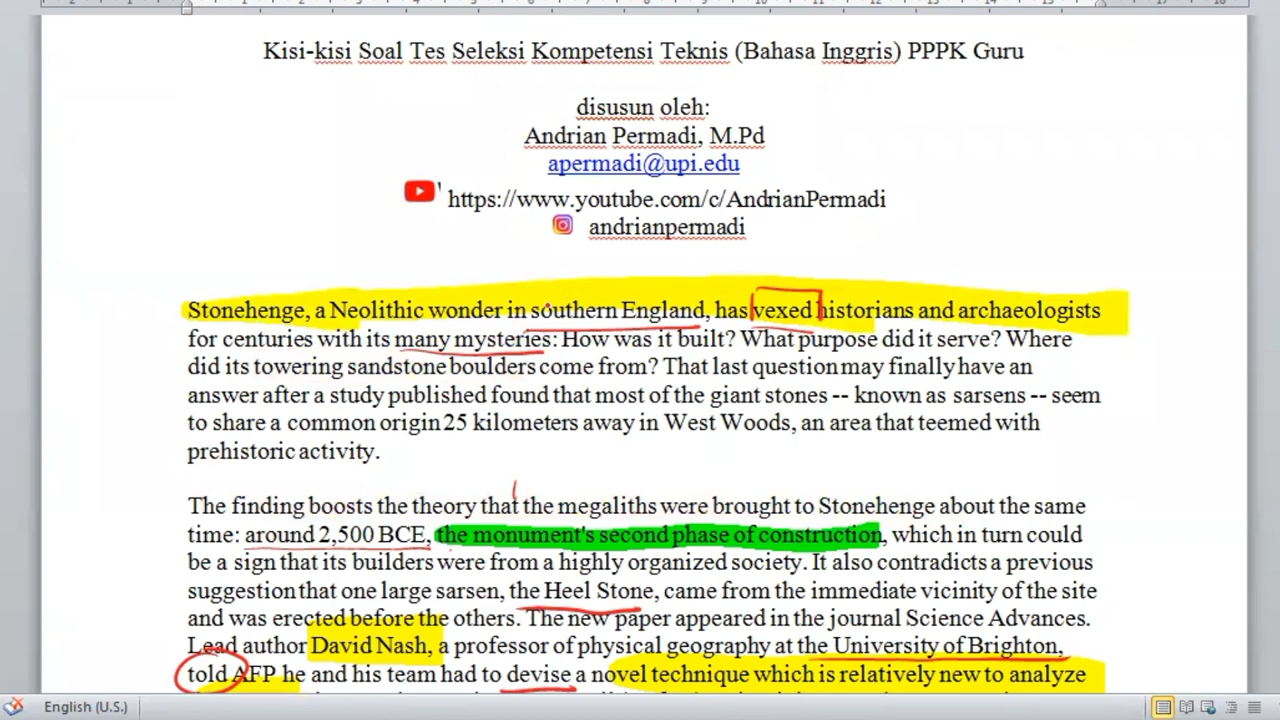 Kisi-kisi Soal Tes Seleksi Kompetensi Teknis (Bahasa Inggris) PPPK Guru
disusun oleh:
Andrian Permadi, M.Pd
apermadi@upi.edu
https://www.youtube.com/c/AndrianPermadi
andrianpermadi
Stonehenge, a Neolithic wonder in southern England, has vexed historians and archaeologists
for centuries with its many mysteries: How was it built? What purpose did it serve? Where
did its towering sandstone boulders come from? That last question may finally have an
answer after a study published found that most of the giant stones -- known as sarsens -- seem
to share a common origin 25 kilometers away in West Woods, an area that teemed with
prehistoric activity.
The finding boosts the theory that the megaliths were brought to Stonehenge about the same
time: around 2,500 BCE, the monument's second phase of construction, which in turn could
be a sign that its builders were from a highly organized society. It also contradicts a previous
suggestion that one large sarsen, the Heel Stone, came from the immediate vicinity of the site
and was erected before the others. The new paper appeared in the journal Science Advances.
Lead author David Nash, a professor of physical geography at the University of Brighton,
told AFP he and his team had to devise a novel technique which is relatively new to analyze
English (U.S.)